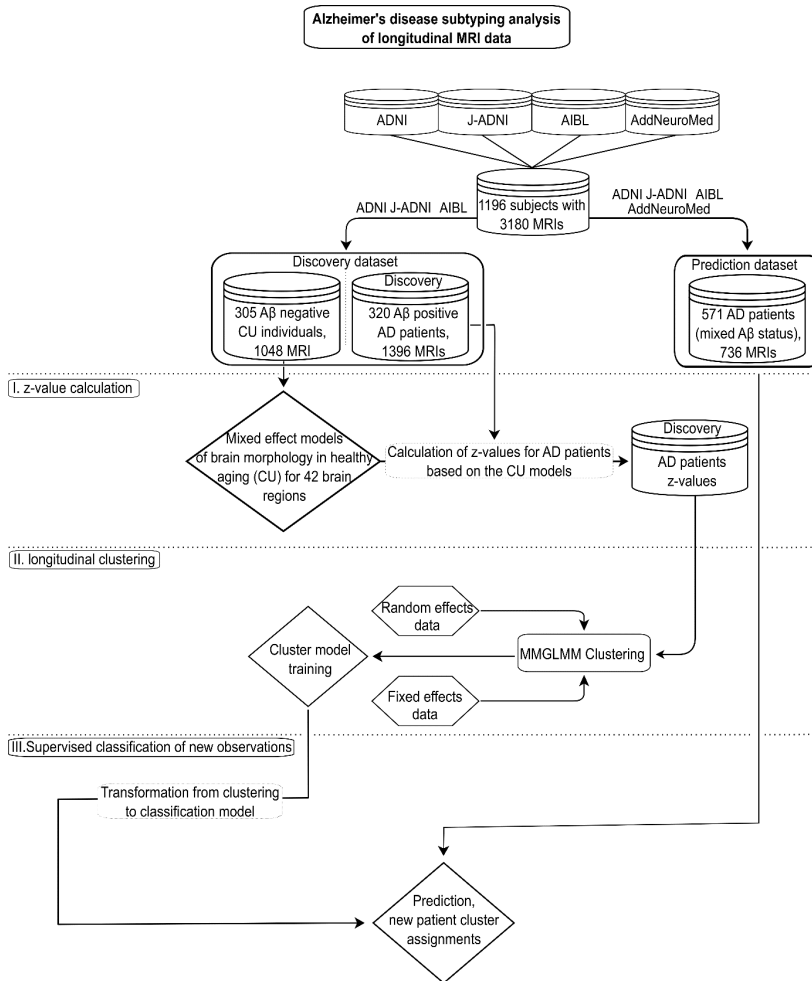 Alzheimer's disease subtyping analysis
of longitudinal MRI data
ADNI
J-ADNI
AIBL
AddNeuroMed
1196 subjects with
3180 MRIs
ADNI J-ADNI AIBL
ADNI J-ADNI AIBL
AddNeuroMed
Discovery dataset
305 Aβ negative
CU individuals,
1048 MRI
Discovery
320 Aβ positive
AD patients,
1396 MRIs
Prediction dataset
571 AD patients
(mixed Aβ status),
736 MRIs
I. z-value calculation
Mixed effect models
of brain morphology in healthy
aging (CU) for 42 brain
regions
Calculation of z-values for AD patients
based on the CU models
Discovery
AD patients
z-values
II. longitudinal clustering
Random effects
data
Cluster model
training
MMGLMM Clustering
Fixed effects
data
III.Supervised classification of new observations
Transformation from clustering
to classification model
Prediction,
new patient cluster
assignments